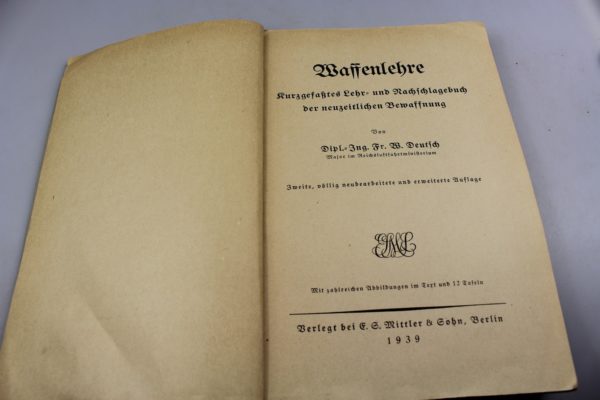 Waffenlehre
Kurzgefaßtes Lehr- und Nachschlagebuch
der neuzeitlichen Bewaffnung
Von
Dipl.-Ing. Fr. W. Deutsch
Major im Reichsluftfahrtministerium
Zweite, völlig neubearbeitete und erweiterte Auflage
Mit zahlreichen Abbildungen im Text und 12 Tafeln
Verlegt bei E. S. Mittler & Sohn, Berlin
1939